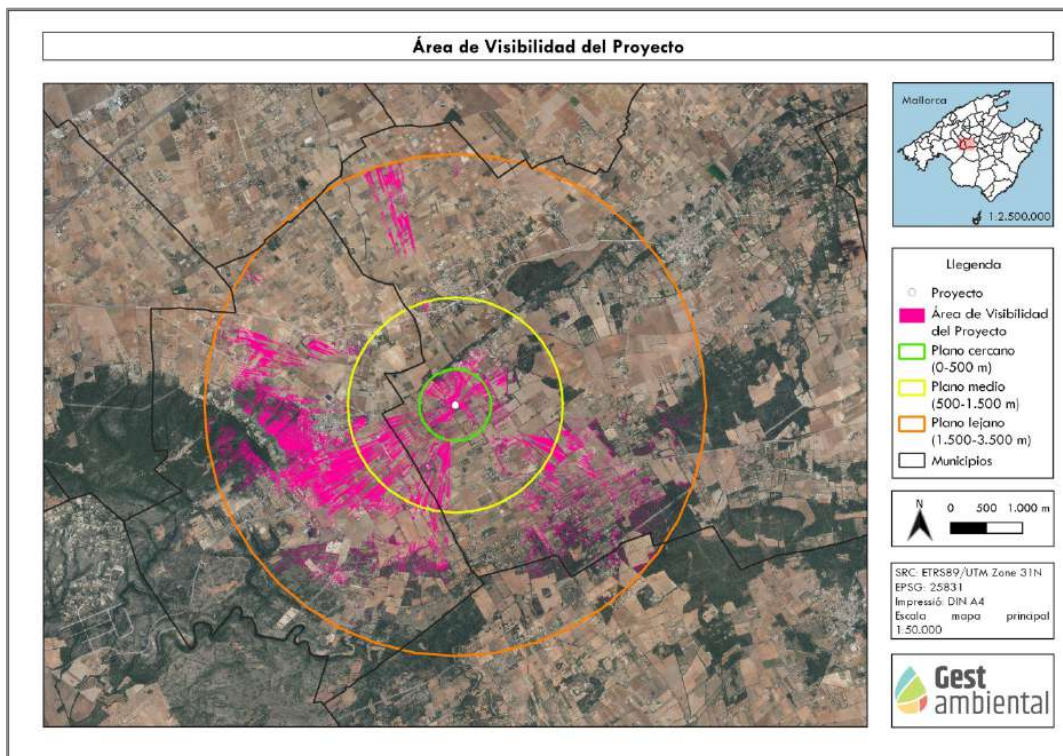 Área de Visibilidad del Proyecto
Mallorca
1:2.500.000
Llegenda
Proyecto
Área de Visibilidad
del Proyecto
Plano cercano
(0-500 m)
Plano medio
(500-1.500 m)
Plano lejano
(1.500-3.500 m)
Municipios
N
0 500 1.000 m
SRC: ETRS89/UTM Zone 31N
EPSG: 25831
Impressió: DIN A4
Escala mapa principal
1:50.000
Gest
ambiental